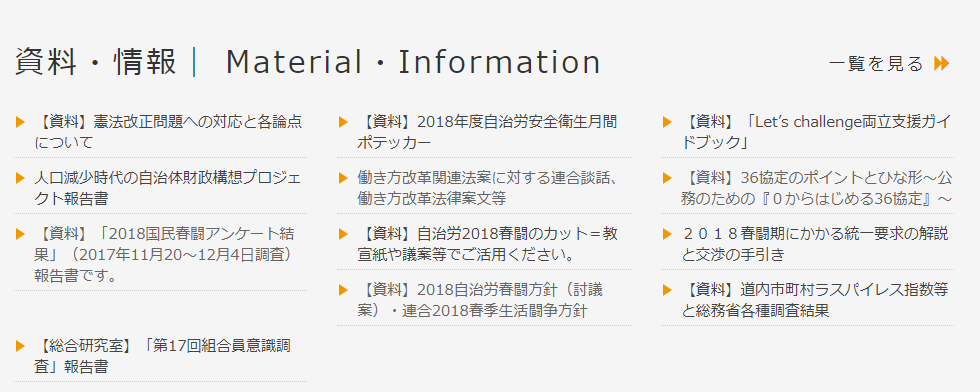 資料・情報｜ Material・Information
一覧を見る
【資料】憲法改正問題への対応と各論点
について
【資料】2018年度自治労安全衛生月間
ポテッカー
【資料】「Let’s challenge両立支援ガイ
ドブック」
人口減少時代の自治体財政構想プロジェ
クト報告書
働き方改革関連法案に対する連合談話、
働き方改革法律案文等
【資料】36協定のポイントとひな形～公
務のための『０からはじめる36協定』～
【資料】「2018国民春闘アンケート結
果」（2017年11月20～12月4日調査）
報告書です。
【資料】自治労2018春闘のカット＝教
宣紙や議案等でご活用ください。
２０１８春闘期にかかる統一要求の解説
と交渉の手引き
【資料】2018自治労春闘方針（討議
案）・連合2018春季生活闘争方針
【資料】道内市町村ラスパイレス指数等
と総務省各種調査結果
【総合研究室】「第17回組合員意識調
査」報告書